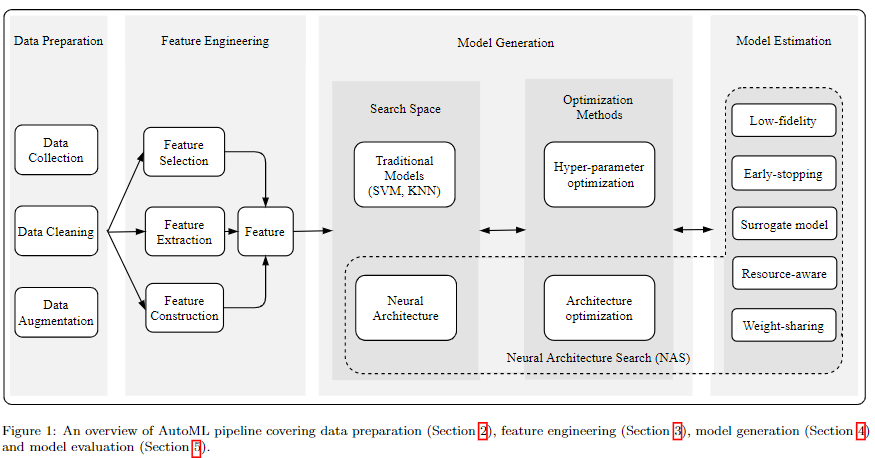 Data Preparation
Feature Engineering
Model Generation
Model Estimation
Data
Collection
Data Cleaning
Data
Augmentation
Feature
Selection
Feature
Extraction
Feature
Construction
Feature
Search Space
Traditional
Models
(SVM, KNN)
Neural
Architecture
Optimization
Methods
Hyper-parameter
optimization
Architecture
optimization
Low-fidelity
Early-stopping
Surrogate model
Resource-aware
Weight-sharing
Neural Architecture Search (NAS)
Figure 1: An overview of AutoML pipeline covering data preparation (Section 2), feature engineering (Section 3), model generation (Section 4)
and model evaluation (Section 5).